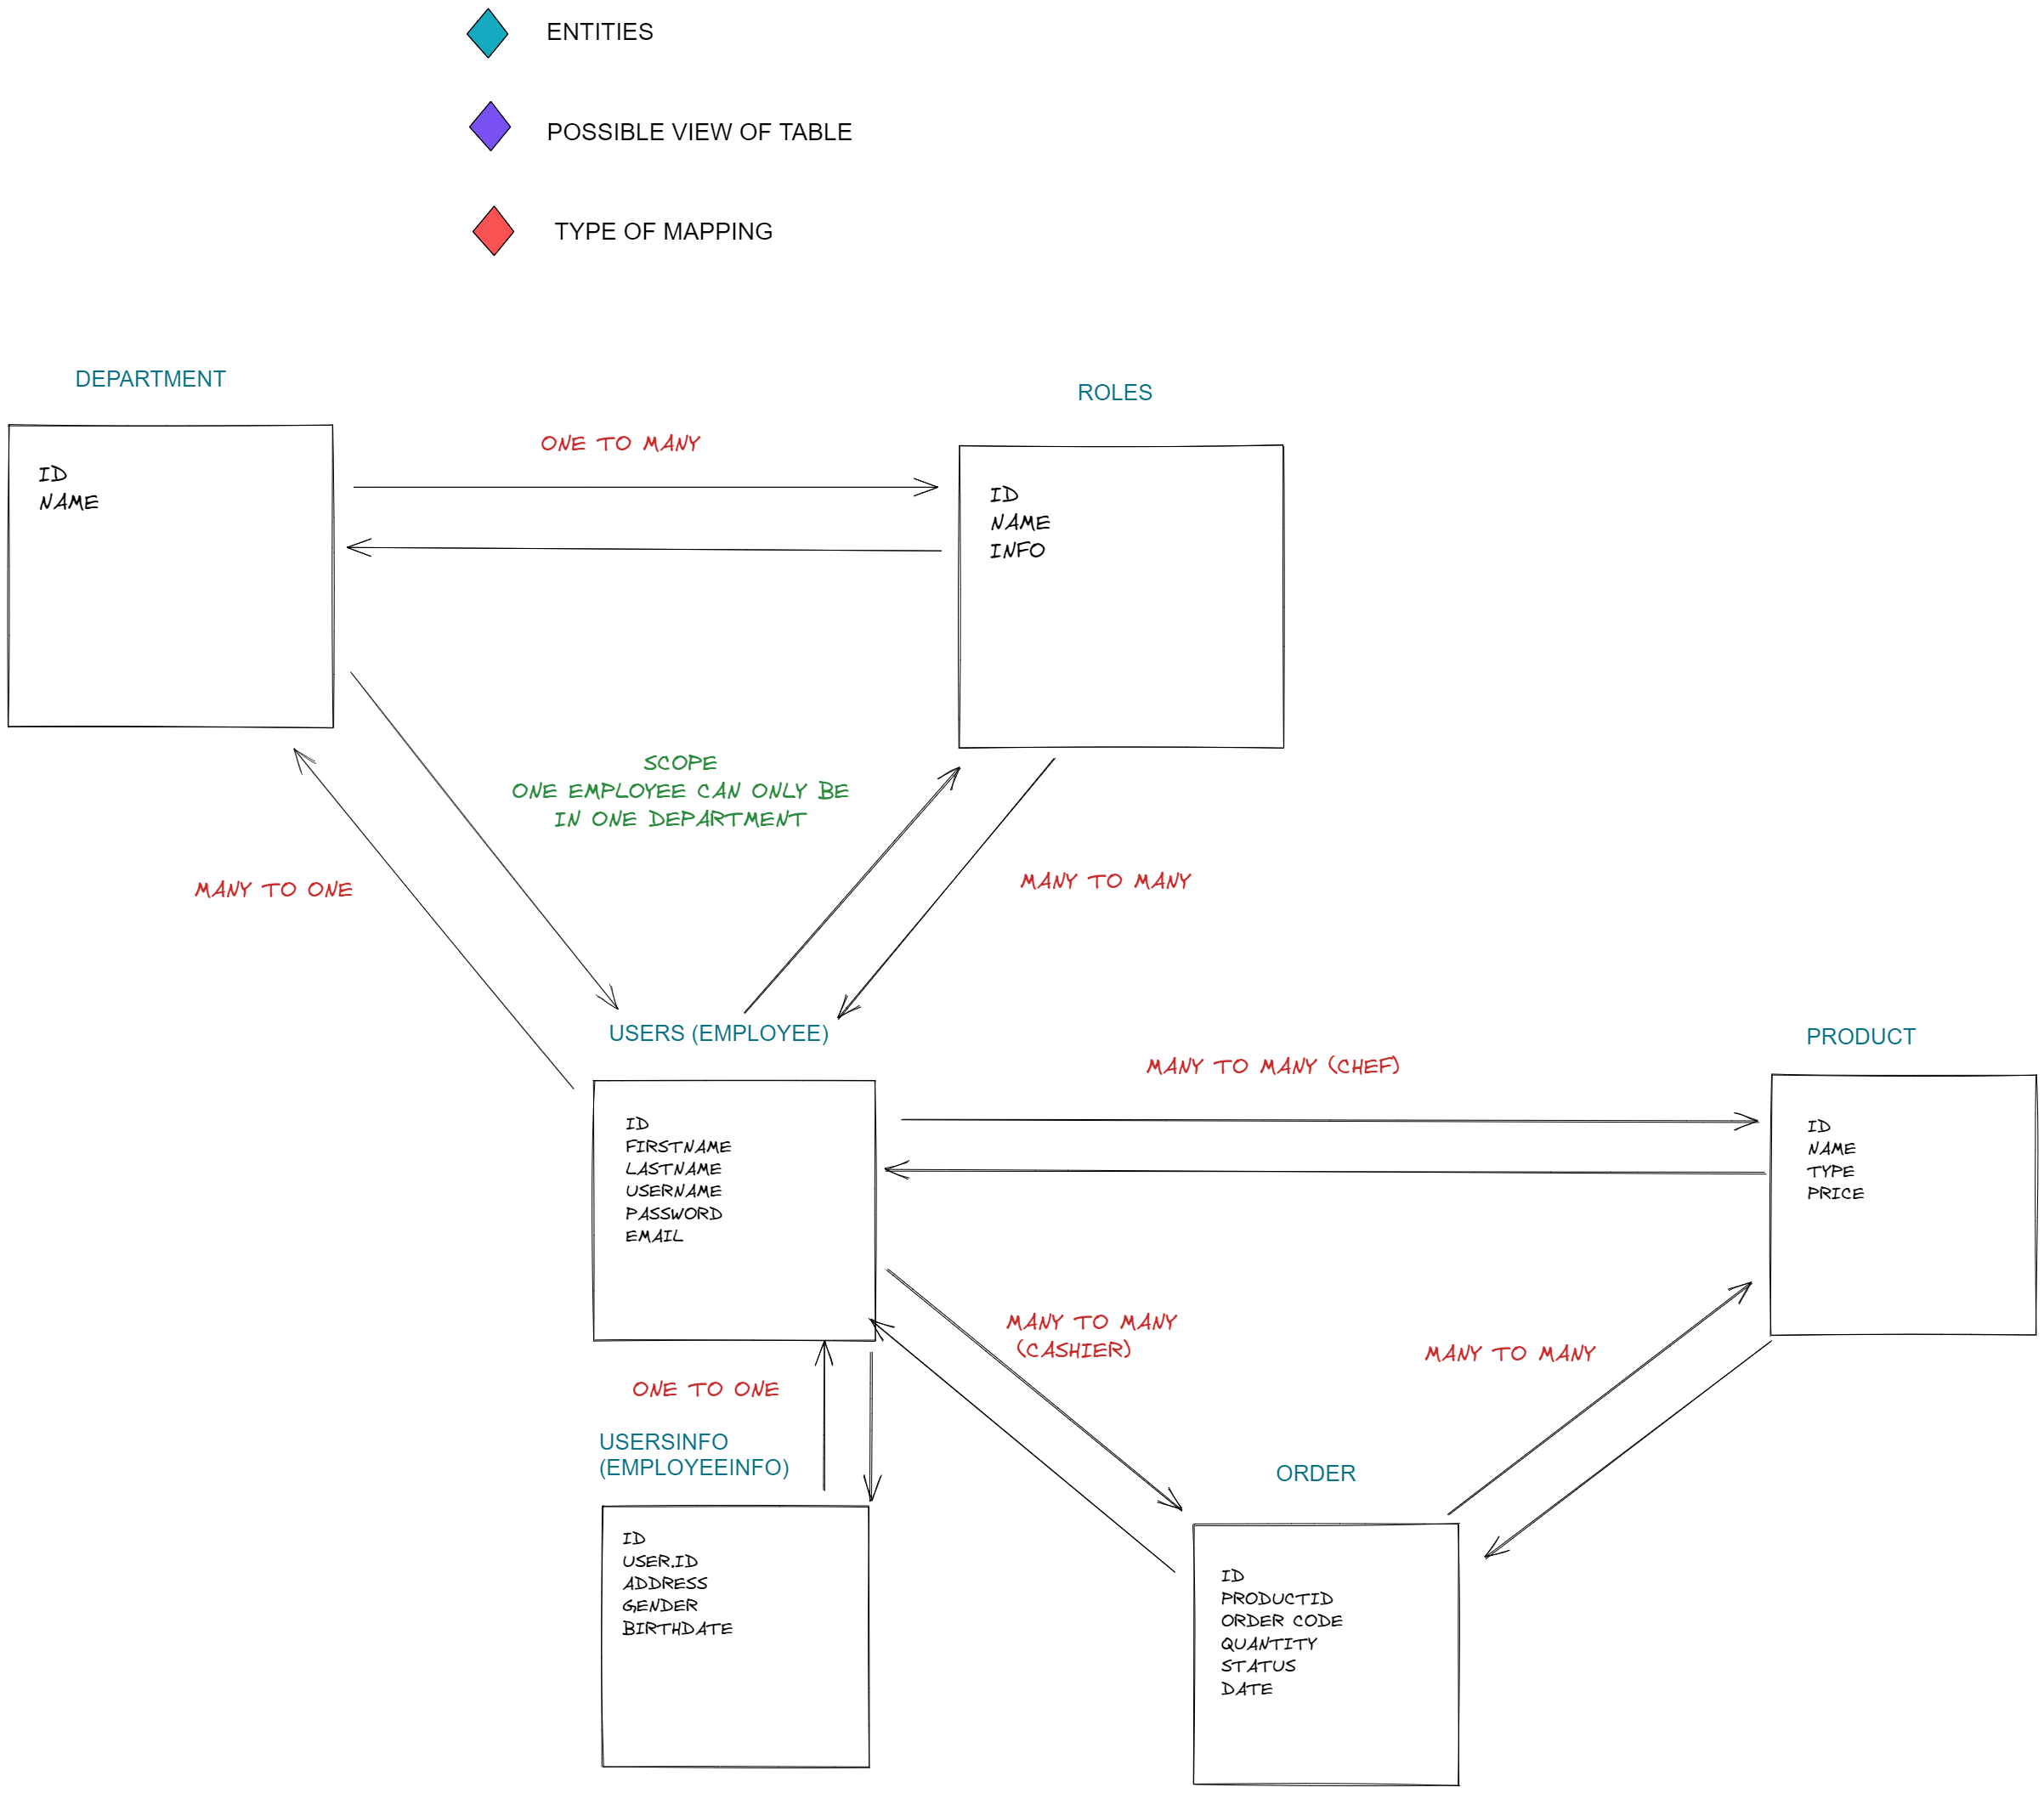 ENTITIES
POSSIBLE VIEW OF TABLE
TYPE OF MAPPING
DEPARTMENT
ID
NAME
ONE TO MANY
ROLES
ID
NAME
INFO
SCOPE
ONE EMPLOYEE CAN ONLY BE
IN ONE DEPARTMENT
MANY TO ONE
MANY TO MANY
USERS (EMPLOYEE)
ID
FIRSTNAME
LASTNAME
USERNAME
PASSWORD
EMAIL
MANY TO MANY (CHEF)
PRODUCT
ID
NAME
TYPE
PRICE
MANY TO MANY
(CASHIER)
MANY TO MANY
ONE TO ONE
USERSINFO
(EMPLOYEEINFO)
ID
USER.ID
ADDRESS
GENDER
BIRTHDATE
ORDER
ID
PRODUCTID
ORDER CODE
QUANTITY
STATUS
DATE